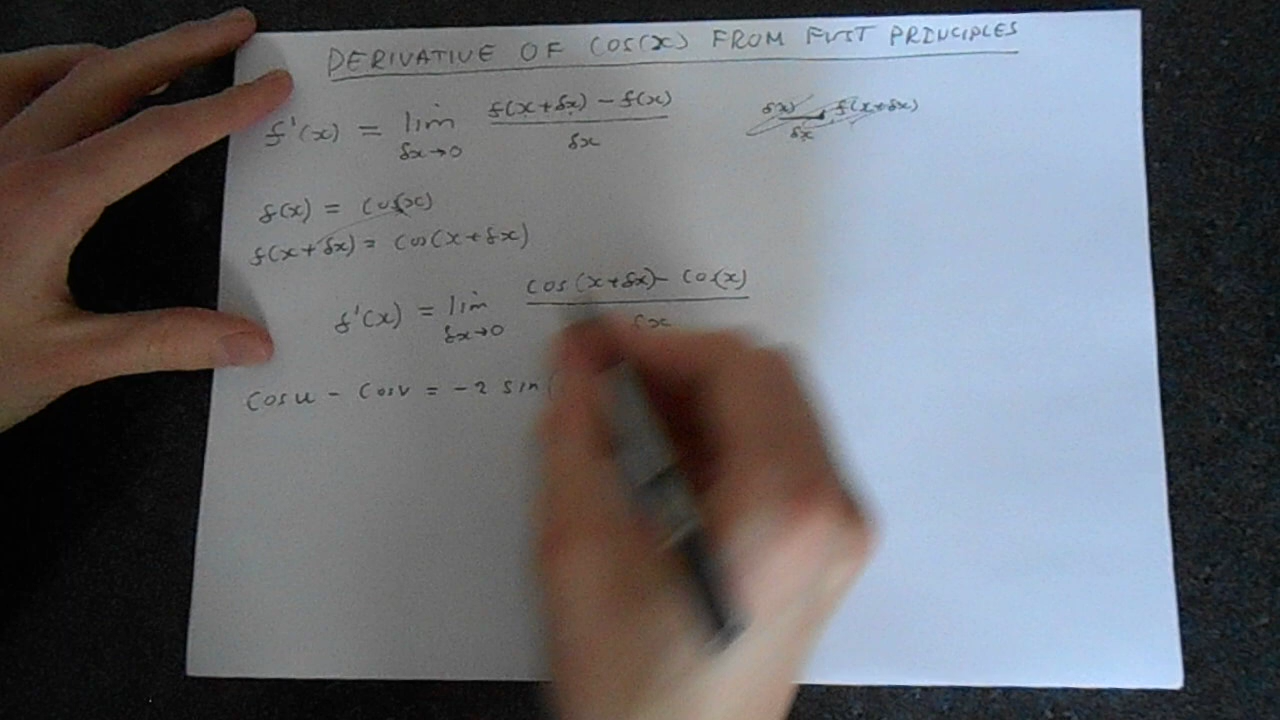 DERIVATIVE OF COS(x) FROM FIRST PRINCIPLES
f'(x) = lim δx→0 f(x+δx) - f(x) / δx
f(x) = cos(x)
f(x+δx) = cos(x+δx)
f'(x) = lim δx→0 cos(x+δx) - cos(x) / δx
cos u - cos v = -2 sin(